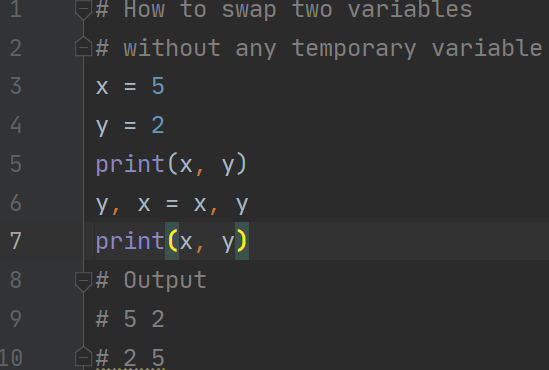 1 # How to swap two variables
2 # without any temporary variable
3 x = 5
4 y = 2
5 print(x, y)
6 y, x = x, y
7 print(x, y)
8 # Output
9 # 5 2
10 # 2 5